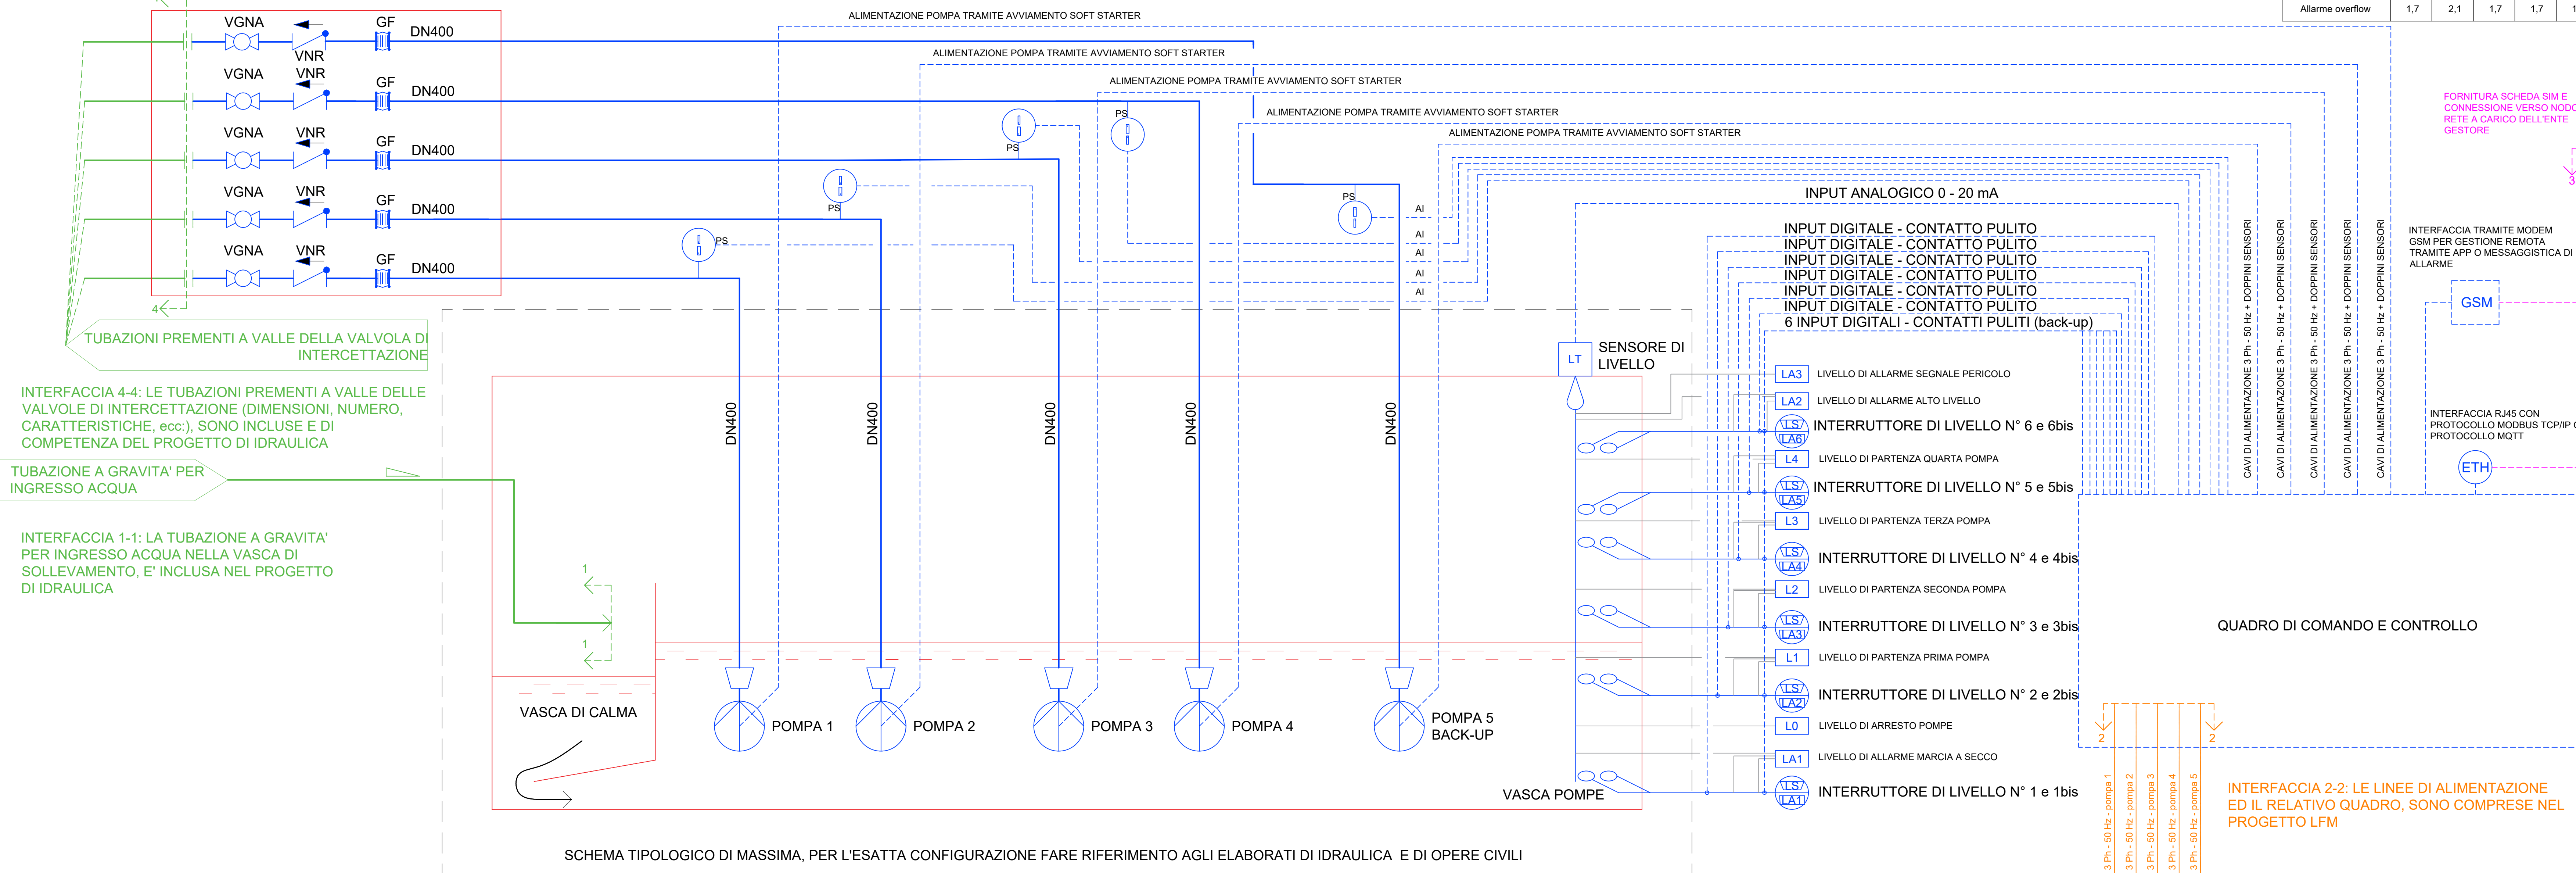 Allarme overflow 1,7 2,1 1,7 1,7
ALIMENTAZIONE POMPA TRAMITE AVVIAMENTO SOFT STARTER
ALIMENTAZIONE POMPA TRAMITE AVVIAMENTO SOFT STARTER
ALIMENTAZIONE POMPA TRAMITE AVVIAMENTO SOFT STARTER
ALIMENTAZIONE POMPA TRAMITE AVVIAMENTO SOFT STARTER
ALIMENTAZIONE POMPA TRAMITE AVVIAMENTO SOFT STARTER
VGNA VNR GF DN400
VGNA VNR GF DN400
VGNA VNR GF DN400
VGNA VNR GF DN400
VGNA VNR GF DN400
4
PS
PS
PS
PS
PS
AI
AI
AI
AI
AI
TUBAZIONI PREMENTI A VALLE DELLA VALVOLA DI
INTERCETTAZIONE
INTERFACCIA 4-4: LE TUBAZIONI PREMENTI A VALLE DELLE
VALVOLE DI INTERCETTAZIONE (DIMENSIONI, NUMERO,
CARATTERISTICHE, ecc:), SONO INCLUSE E DI
COMPETENZA DEL PROGETTO DI IDRAULICA
TUBAZIONE A GRAVITA' PER
INGRESSO ACQUA
INTERFACCIA 1-1: LA TUBAZIONE A GRAVITA'
PER INGRESSO ACQUA NELLA VASCA DI
SOLLEVAMENTO, E' INCLUSA NEL PROGETTO
DI IDRAULICA
1
1
VASCA DI CALMA
DN400
DN400
DN400
DN400
DN400
POMPA 1
POMPA 2
POMPA 3
POMPA 4
POMPA 5
BACK-UP
VASCA POMPE
LT
SENSORE DI
LIVELLO
INPUT ANALOGICO 0 - 20 mA
INPUT DIGITALE - CONTATTO PULITO
INPUT DIGITALE - CONTATTO PULITO
INPUT DIGITALE - CONTATTO PULITO
INPUT DIGITALE - CONTATTO PULITO
INPUT DIGITALE - CONTATTO PULITO
INPUT DIGITALE - CONTATTO PULITO
6 INPUT DIGITALI - CONTATTI PULITI (back-up)
LA3 LIVELLO DI ALLARME SEGNALE PERICOLO
LA2 LIVELLO DI ALLARME ALTO LIVELLO
LS
LA6
INTERRUTTORE DI LIVELLO N° 6 e 6bis
L4 LIVELLO DI PARTENZA QUARTA POMPA
LS
LA5
INTERRUTTORE DI LIVELLO N° 5 e 5bis
L3 LIVELLO DI PARTENZA TERZA POMPA
LS
LA4
INTERRUTTORE DI LIVELLO N° 4 e 4bis
L2 LIVELLO DI PARTENZA SECONDA POMPA
LS
LA3
INTERRUTTORE DI LIVELLO N° 3 e 3bis
L1 LIVELLO DI PARTENZA PRIMA POMPA
LS
LA2
INTERRUTTORE DI LIVELLO N° 2 e 2bis
L0 LIVELLO DI ARRESTO POMPE
LA1 LIVELLO DI ALLARME MARCIA A SECCO
LS
LA1
INTERRUTTORE DI LIVELLO N° 1 e 1bis
CAVI DI ALIMENTAZIONE 3 Ph - 50 Hz + DOPPINI SENSORI
CAVI DI ALIMENTAZIONE 3 Ph - 50 Hz + DOPPINI SENSORI
CAVI DI ALIMENTAZIONE 3 Ph - 50 Hz + DOPPINI SENSORI
CAVI DI ALIMENTAZIONE 3 Ph - 50 Hz + DOPPINI SENSORI
CAVI DI ALIMENTAZIONE 3 Ph - 50 Hz + DOPPINI SENSORI
FORNITURA SCHEDA SIM E
CONNESSIONE VERSO NODO
RETE A CARICO DELL'ENTE
GESTORE
3
INTERFACCIA TRAMITE MODEM
GSM PER GESTIONE REMOTA
TRAMITE APP O MESSAGGISTICA DI
ALLARME
GSM
INTERFACCIA RJ45 CON
PROTOCOLLO MODBUS TCP/IP
PROTOCOLLO MQTT
ETH
QUADRO DI COMANDO E CONTROLLO
2
2
3 Ph - 50 Hz - pompa 1
3 Ph - 50 Hz - pompa 2
3 Ph - 50 Hz - pompa 3
3 Ph - 50 Hz - pompa 4
3 Ph - 50 Hz - pompa 5
INTERFACCIA 2-2: LE LINEE DI ALIMENTAZIONE
ED IL RELATIVO QUADRO, SONO COMPRESE NEL
PROGETTO LFM
SCHEMA TIPOLOGICO DI MASSIMA, PER L'ESATTA CONFIGURAZIONE FARE RIFERIMENTO AGLI ELABORATI DI IDRAULICA E DI OPERE CIVILI